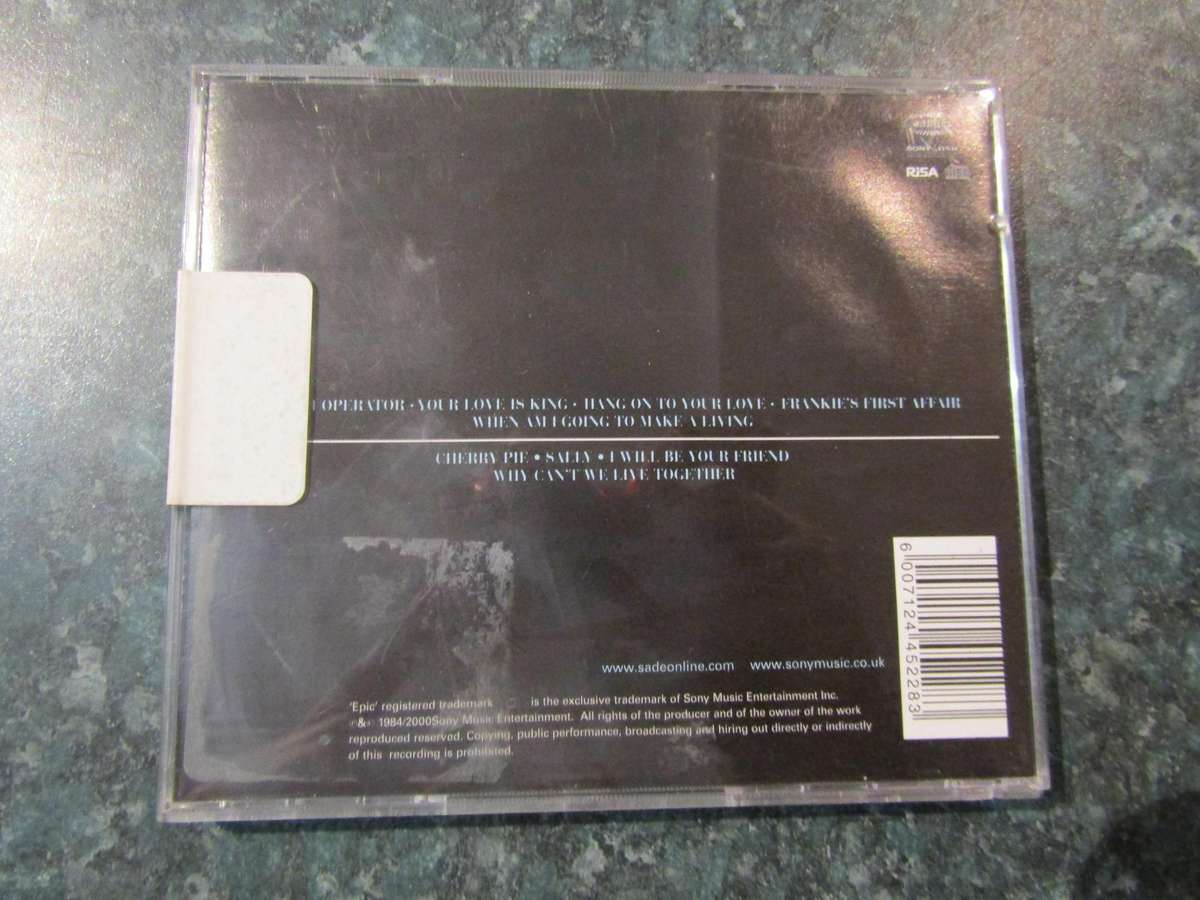 RISA
OPERATOR • YOUR LOVE IS KING • HANG ON TO YOUR LOVE • FRANKIE'S FIRST AFFAIR
WHEN AM I GOING TO MAKE A LIVING
CHERRY PIE • SALLY • I WILL BE YOUR FRIEND
WHY CAN'T WE LIVE TOGETHER
6 007124 452283
www.sadeonline.com www.sonymusic.co.uk
'Epic' registered trademark is the exclusive trademark of Sony Music Entertainment Inc.
℗&© 1984/2000Sony Music Entertainment. All rights of the producer and of the owner of the work
reproduced reserved. Copying, public performance, broadcasting and hiring out directly or indirectly
of this recording is prohibited.